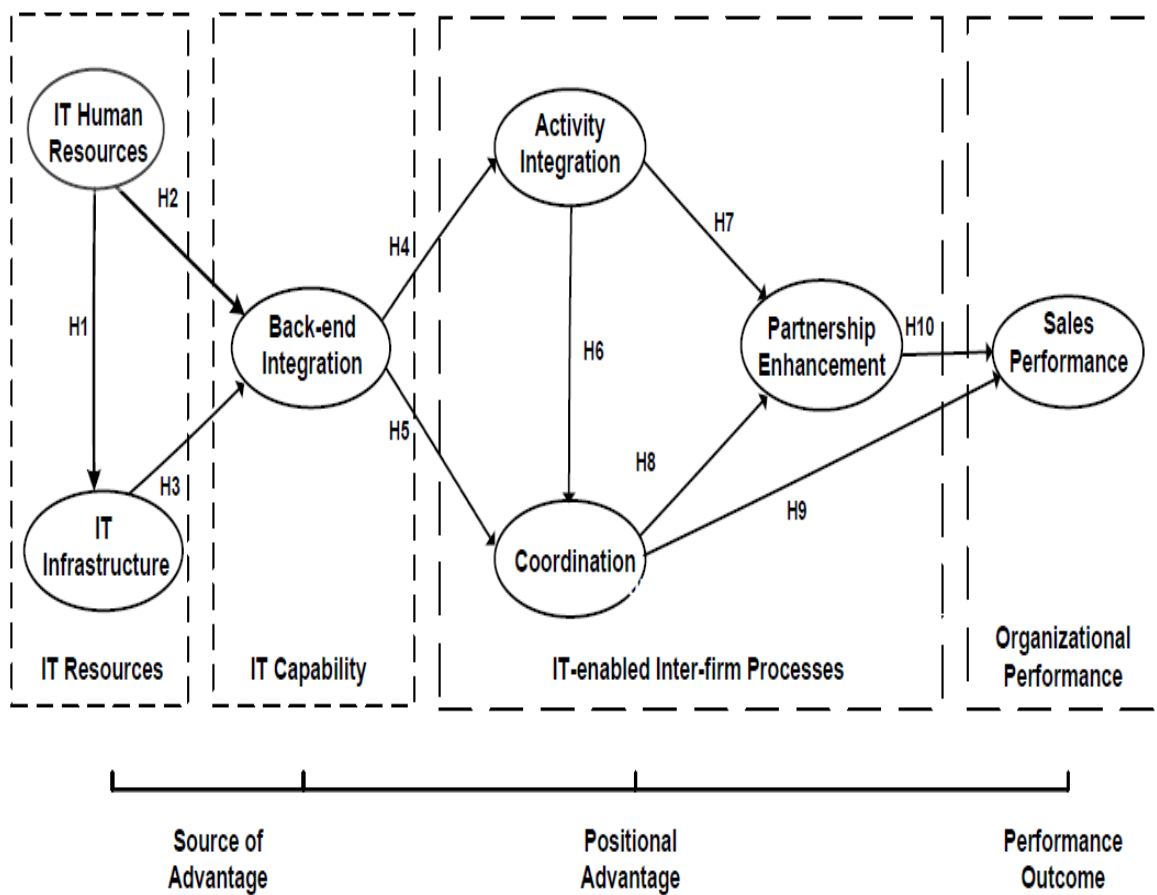 IT Human
Resources
H2
H1
H3
IT
Infrastructure
IT Resources
Back-end
Integration
IT Capability
H4
H5
Activity
Integration
H7
H6
Partnership
Enhancement
H8
H9
Coordination
IT-enabled Inter-firm Processes
H10
Sales
Performance
Organizational
Performance
Source of
Advantage
Positional
Advantage
Performance
Outcome